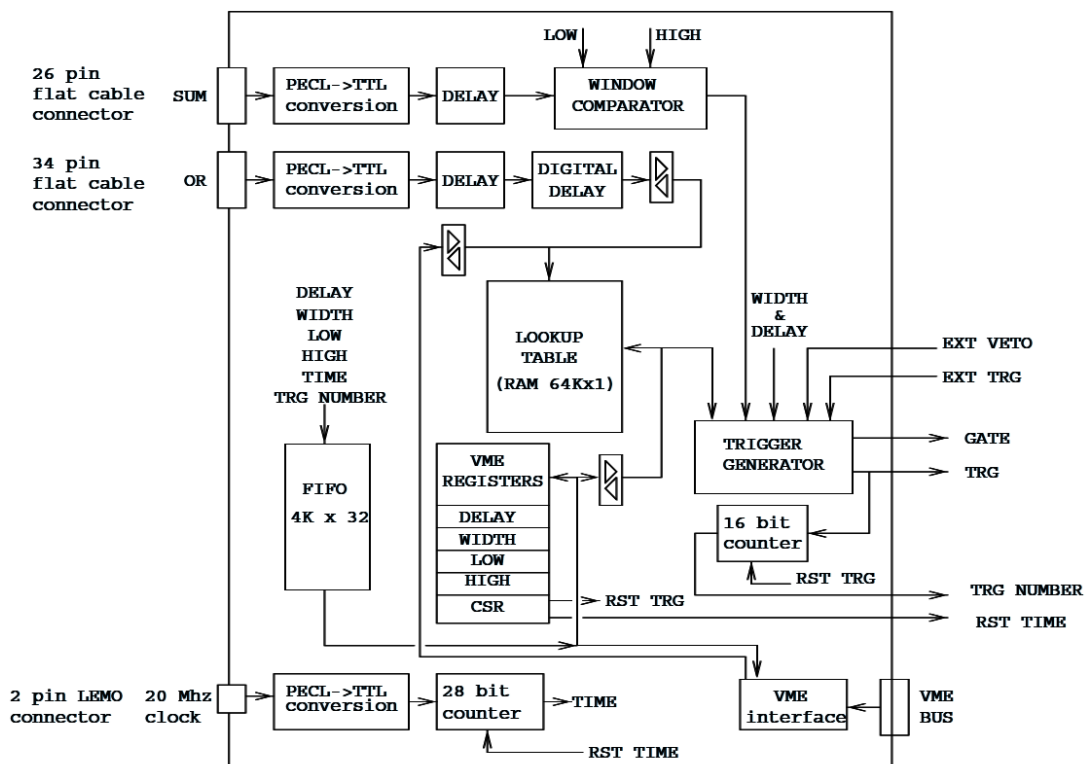 LOW
HIGH
26 pin
flat cable
connector
SUM
PECL->TTL
conversion
DELAY
WINDOW
COMPARATOR
34 pin
flat cable
connector
OR
PECL->TTL
conversion
DELAY
DIGITAL
DELAY
DELAY
WIDTH
LOW
HIGH
TIME
TRG NUMBER
LOOKUP
TABLE
(RAM 64Kx1)
WIDTH
&
DELAY
EXT VETO
EXT TRG
TRIGGER
GENERATOR
GATE
TRG
FIFO
4K x 32
VME
REGISTERS
DELAY
WIDTH
LOW
HIGH
CSR
RST TRG
16 bit
counter
RST TRG
TRG NUMBER
RST TIME
2 pin LEMO
connector
20 Mhz
clock
PECL->TTL
conversion
28 bit
counter
TIME
RST TIME
VME
interface
VME
BUS